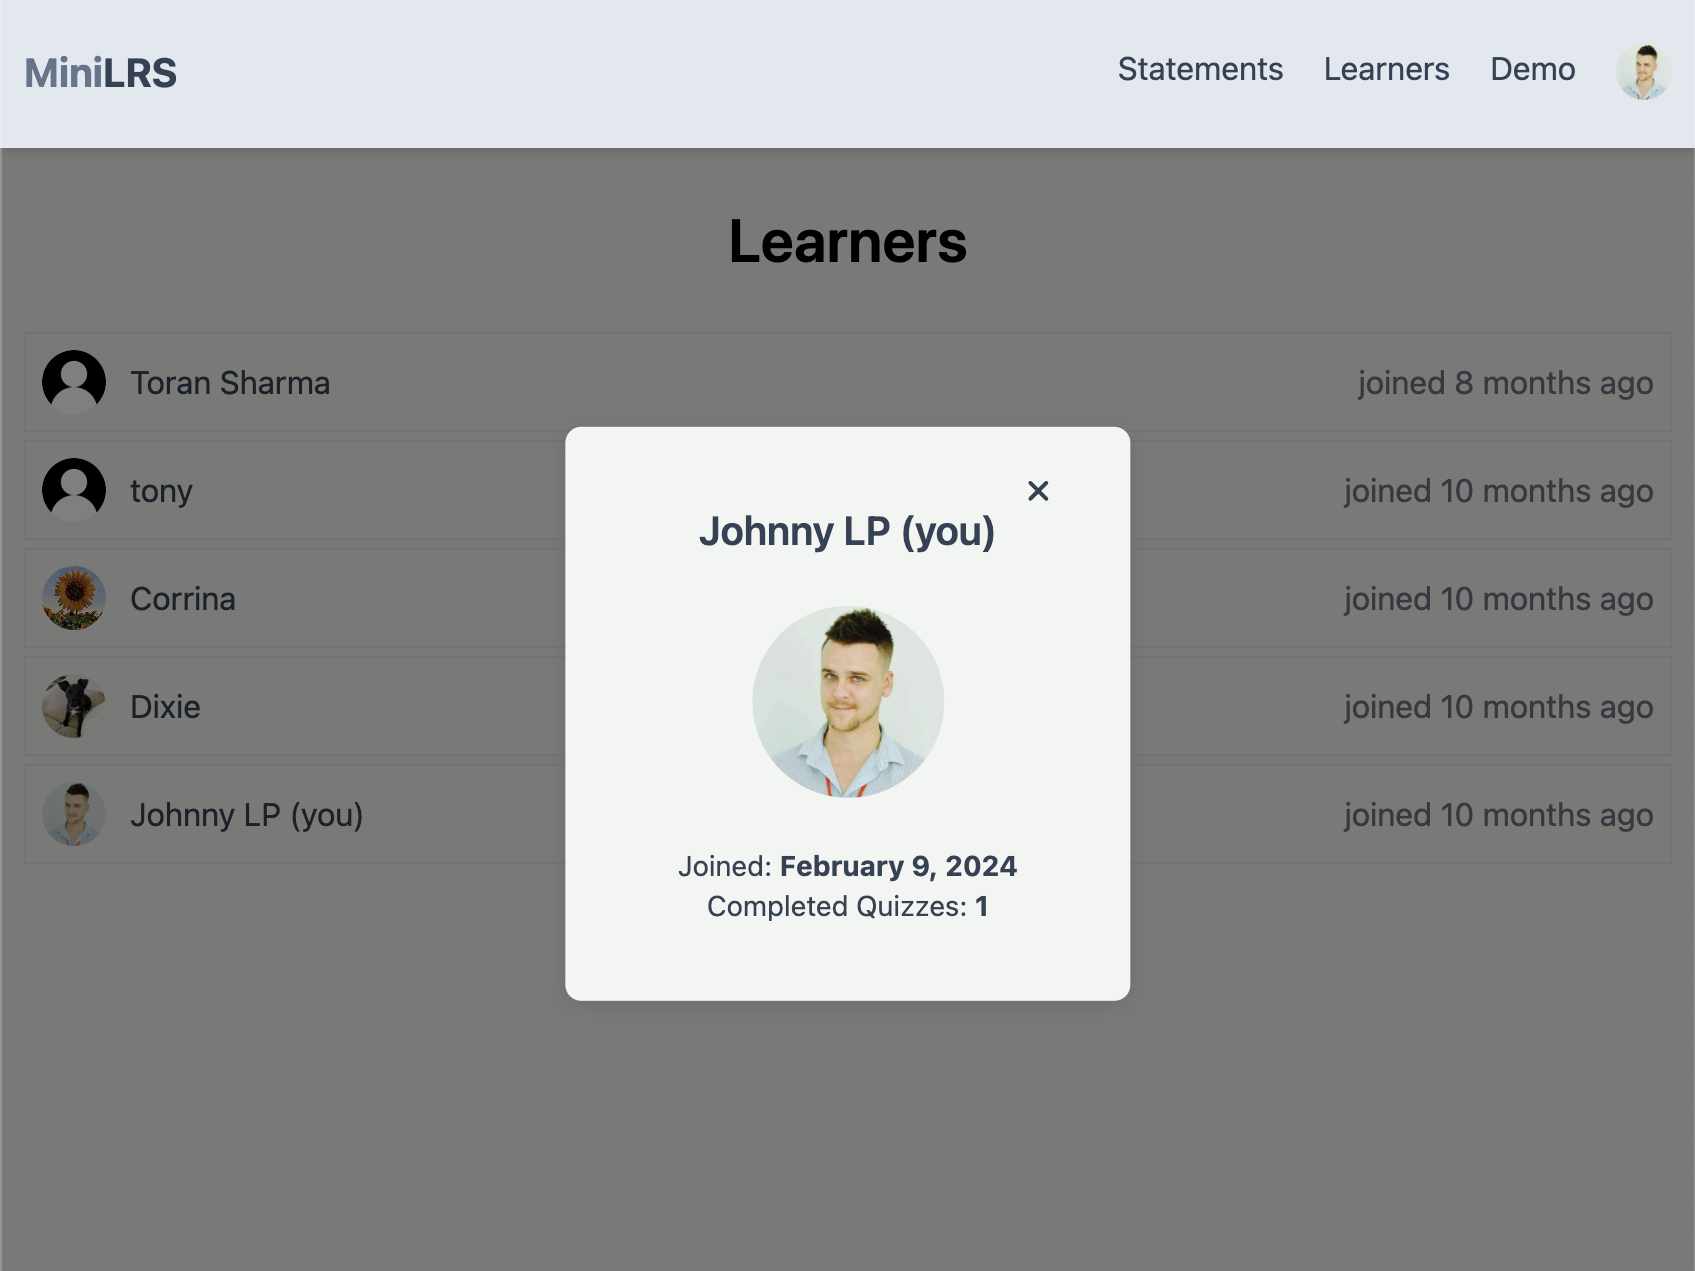 MiniLRS
Statements Learners Demo
Learners
Toran Sharma joined 8 months ago
tony joined 10 months ago
Corrina joined 10 months ago
Dixie joined 10 months ago
Johnny LP (you) joined 10 months ago
Johnny LP (you)
Joined: February 9, 2024
Completed Quizzes: 1